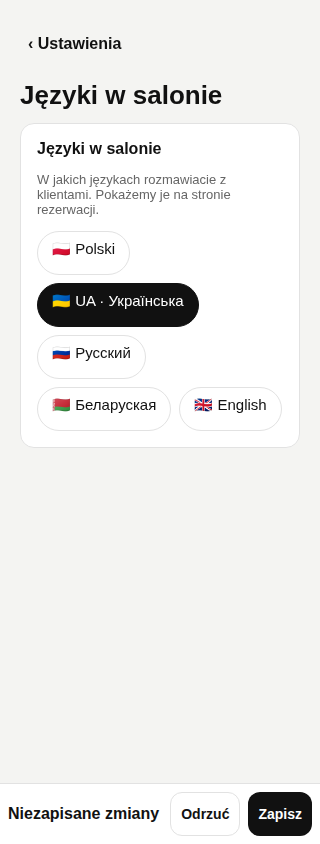 ‹ Ustawienia
Języki w salonie
Języki w salonie
W jakich językach rozmawiacie z
klientami. Pokażemy je na stronie
rezerwacji.
🇵🇱 Polski
🇺🇦 UA · Українська
🇷🇺 Русский
🇧🇾 Беларуская
🇬🇧 English
Niezapisane zmiany
Odrzuć
Zapisz